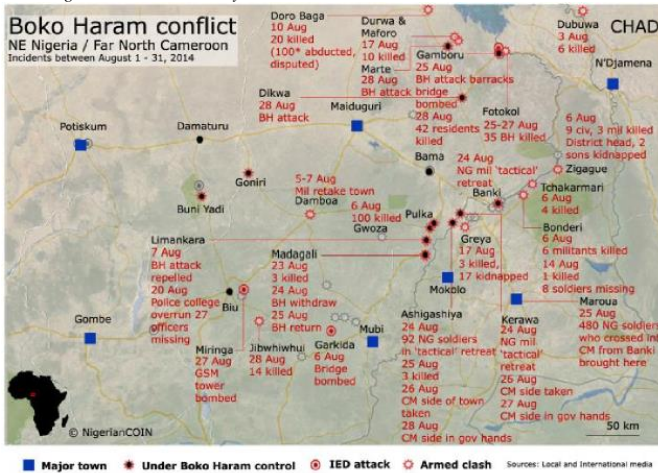 Boko Haram conflict
NE Nigeria / Far North Cameroon
Incidents between August 1 - 31, 2014
Doro Baga
10 Aug
20 killed
(100* abducted,
disputed)
Durwa &
Maforo
17 Aug
10 killed
Marte
28 Aug
BH attack
Gamboru
25 Aug
BH attack barracks
bridge
bombed
28 Aug
42 residents
killed
Dubuwa
3 Aug
6 killed
CHAD
N'Djamena
Dikwa
28 Aug
BH attack
Maiduguri
Fotokol
25-27 Aug
35 BH killed
6 Aug
9 civ, 3 mil killed
District head, 2
sons kidnapped
Zigague
Potiskum
Damaturu
Bama
24 Aug
NG mil 'tactical'
retreat
Banki
Goniri
Buni Yadi
5-7 Aug
Mil retake town
Damboa
6 Aug
100 killed
Gwoza
Pulka
Tchakarmari
6 Aug
4 killed
Bonderi
6 Aug
6 militants killed
14 Aug
1 killed
8 soldiers missing
Limankara
7 Aug
BH attack
repelled
20 Aug
Police college
overrun 27
officers
missing
Madagali
23 Aug
3 killed
24 Aug
BH withdraw
25 Aug
BH return
Greya
17 Aug
3 killed,
17 kidnapped
Mokolo
Biu
Gombe
Maroua
25 Aug
480 NG soldiers
who crossed int
CM from Banki
brought here
Ashigashiya
24 Aug
92 NG soldiers
in 'tactical' retreat
25 Aug
3 killed
26 Aug
CM side of town
taken
28 Aug
CM side in gov hands
Kerawa
24 Aug
NG mil
'tactical'
retreat
26 Aug
CM side taken
27 Aug
CM side in gov hands
Miringa
27 Aug
GSM
tower
bombed
Jibwhiwhui
28 Aug
14 killed
Garkida
6 Aug
Bridge
bombed
Mubi
50 km
© NigerianCOIN
Major town
Under Boko Haram control
IED attack
Armed clash
Sources: Local and International media